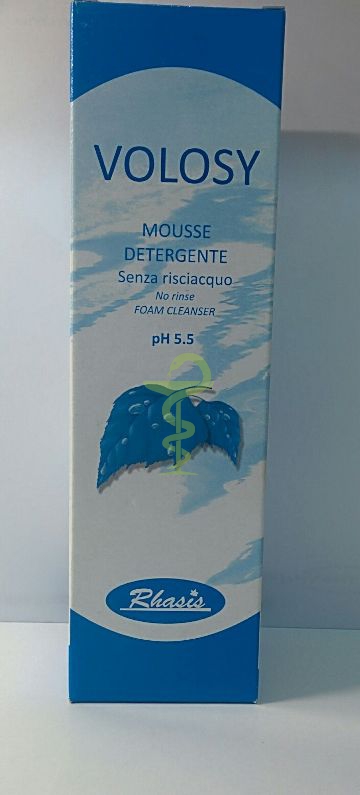 VOLOSY
MOUSSE
DETERGENTE
Senza risciacquo
No rinse
FOAM CLEANSER
pH 5.5
Rhasis